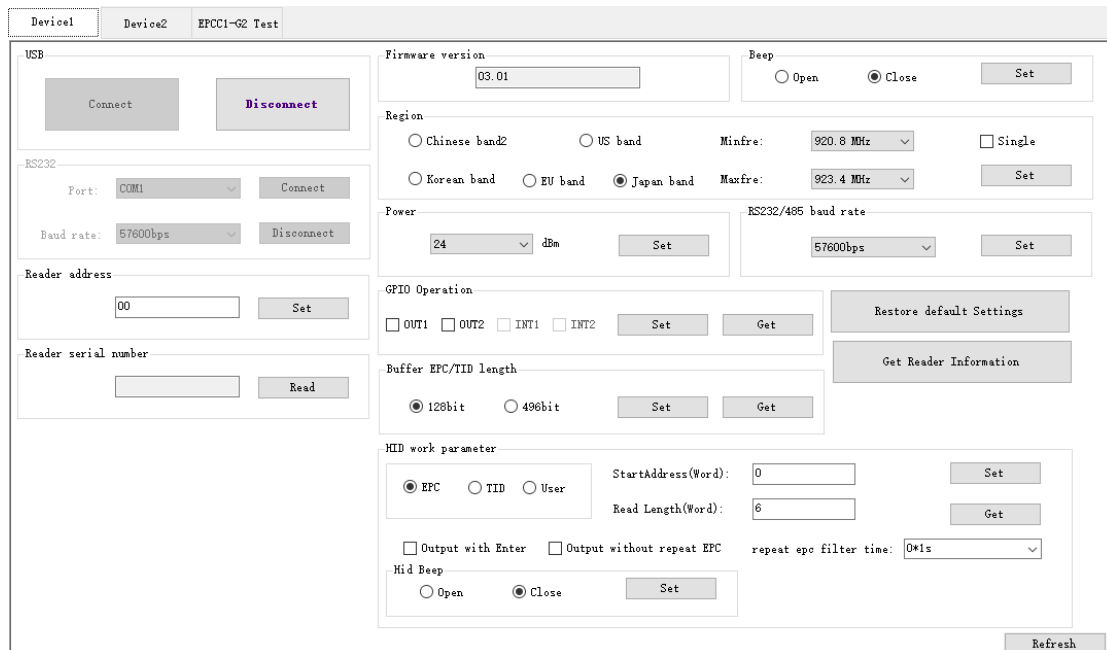 Device1 Device2 EPCC1-G2 Test
USB
Connect Disconnect
RS232
Port: COM1 Connect
Baud rate: 57600bps Disconnect
Reader address
00 Set
Reader serial number
Read
Firmware version
03.01
Beep
Open Close Set
Region
Chinese band2 US band Minfre: 920.8 MHz Single
Korean band EU band Japan band Maxfre: 923.4 MHz Set
Power
24 dBm Set
RS232/485 baud rate
57600bps Set
GPIO Operation
OUT1 OUT2 INT1 INT2 Set Get
Restore default Settings
Get Reader Information
Buffer EPC/TID length
128bit 496bit Set Get
HID work parameter
EPC TID User
StartAddress(Word): 0 Set
Read Length(Word): 6 Get
Output with Enter Output without repeat EPC repeat epc filter time: 0*1s
Hid Beep
Open Close Set
Refresh